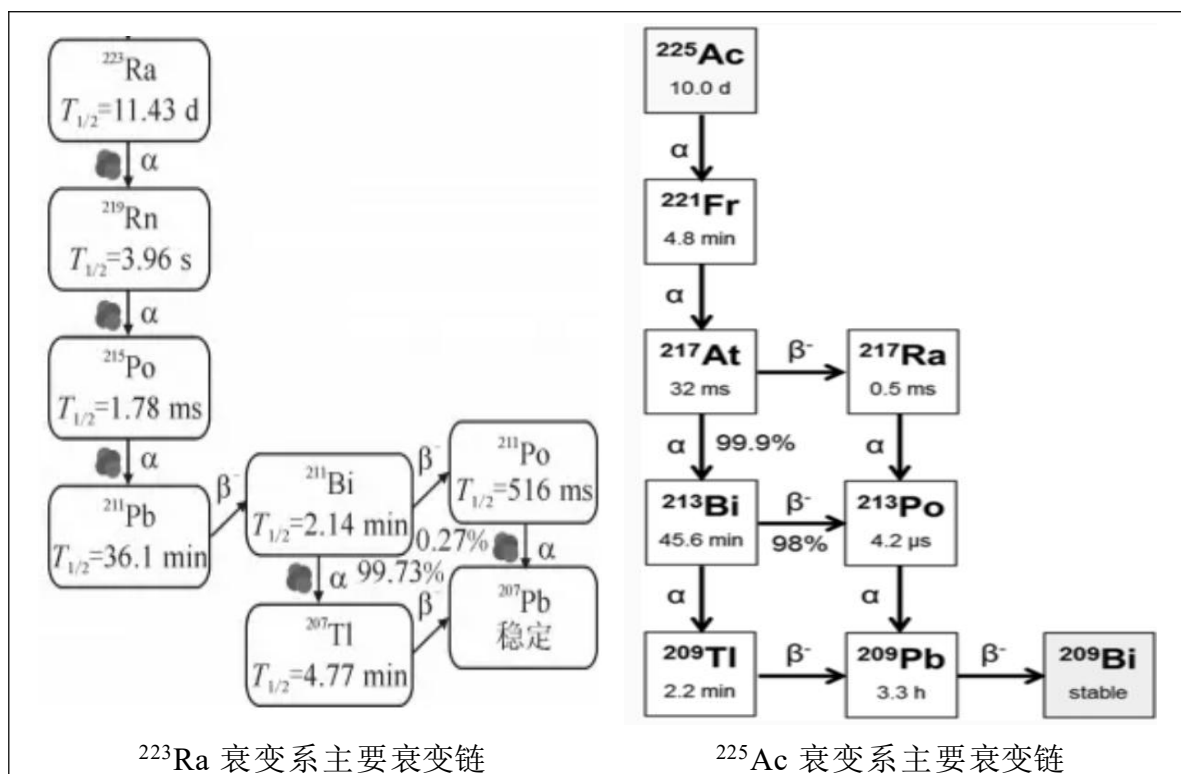 ²²³Ra
T₁/₂=11.43 d
α
²¹⁹Rn
T₁/₂=3.96 s
α
²¹⁵Po
T₁/₂=1.78 ms
α
²¹¹Pb
T₁/₂=36.1 min
β⁻
²¹¹Bi
T₁/₂=2.14 min
β⁻
²¹¹Po
T₁/₂=516 ms
0.27%
α
α 99.73%
²⁰⁷Tl
T₁/₂=4.77 min
β⁻
²⁰⁷Pb
稳定
²²⁵Ac
10.0 d
α
²²¹Fr
4.8 min
α
²¹⁷At
32 ms
β⁻
²¹⁷Ra
0.5 ms
α
99.9%
α
²¹³Bi
45.6 min
β⁻
98%
²¹³Po
4.2 µs
α
α
²⁰⁹Tl
2.2 min
β⁻
²⁰⁹Pb
3.3 h
β⁻
²⁰⁹Bi
stable
²²³Ra 衰变系主要衰变链
²²⁵Ac 衰变系主要衰变链